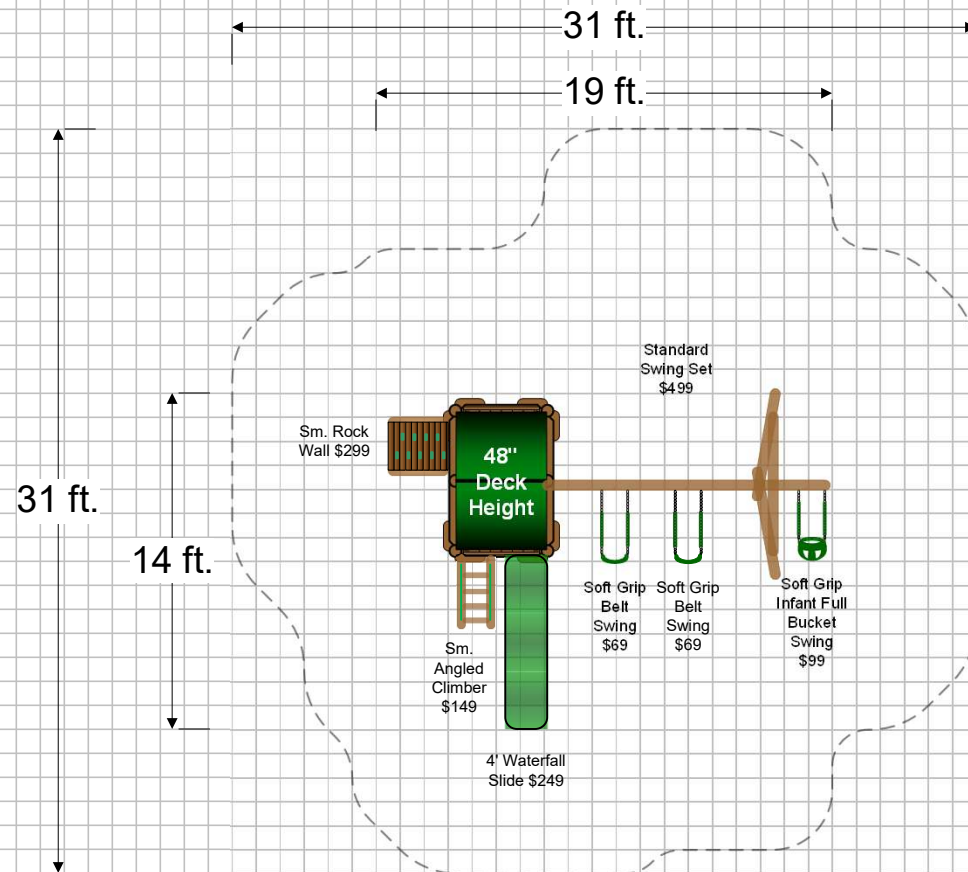 31 ft.
19 ft.
Standard
Swing Set
$499
Sm. Rock
Wall $299
48"
Deck
Height
31 ft.
14 ft.
Soft Grip
Belt
Swing
$69
Soft Grip
Belt
Swing
$69
Soft Grip
Infant Full
Bucket
Swing
$99
Sm.
Angled
Climber
$149
4' Waterfall
Slide $249